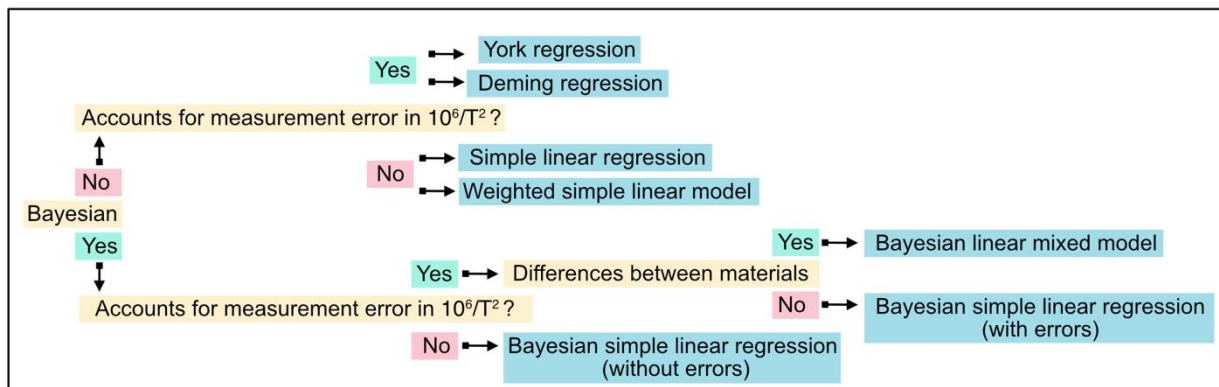 York regression
Yes
Deming regression
Accounts for measurement error in 10⁶/T² ?
Simple linear regression
No
No
Weighted simple linear model
Bayesian
Yes
Yes
Bayesian linear mixed model
Yes
Differences between materials
Accounts for measurement error in 10⁶/T² ?
No
Bayesian simple linear regression
(with errors)
No
Bayesian simple linear regression
(without errors)